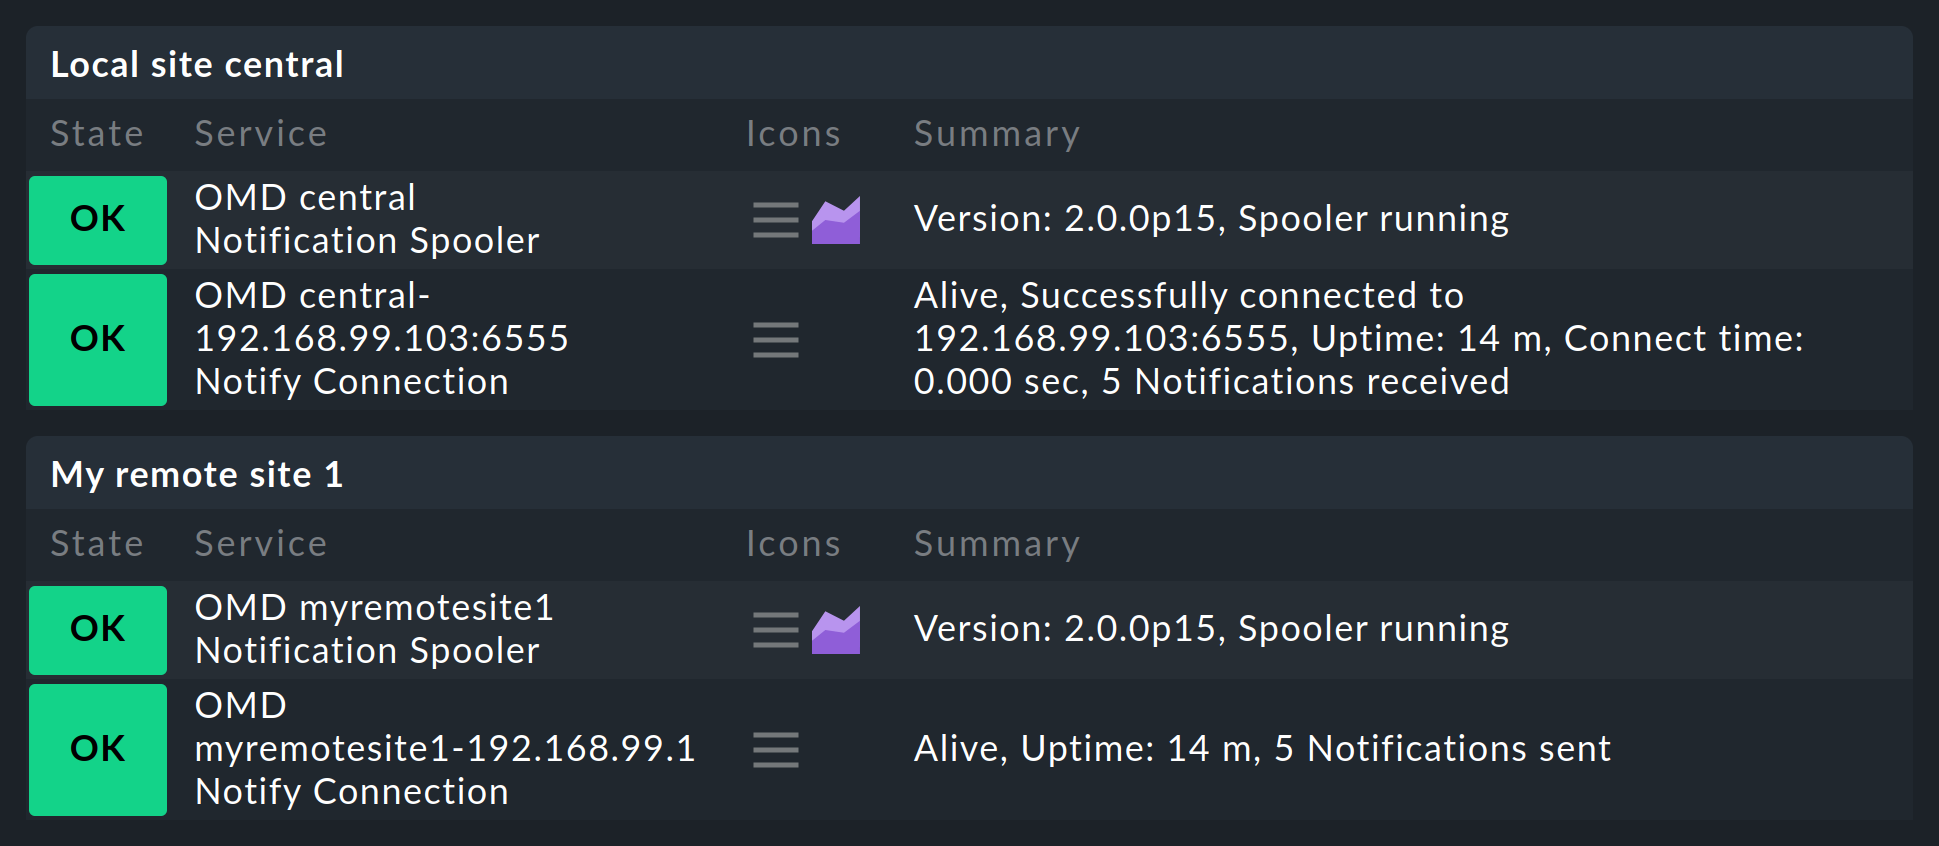 Local site central
State Service Icons Summary
OK
OMD central
Notification Spooler
Version: 2.0.0p15, Spooler running
OK
OMD central-
192.168.99.103:6555
Notify Connection
Alive, Successfully connected to
192.168.99.103:6555, Uptime: 14 m, Connect time:
0.000 sec, 5 Notifications received
My remote site 1
State Service Icons Summary
OK
OMD myremotesite1
Notification Spooler
Version: 2.0.0p15, Spooler running
OK
OMD
myremotesite1-192.168.99.1
Notify Connection
Alive, Uptime: 14 m, 5 Notifications sent